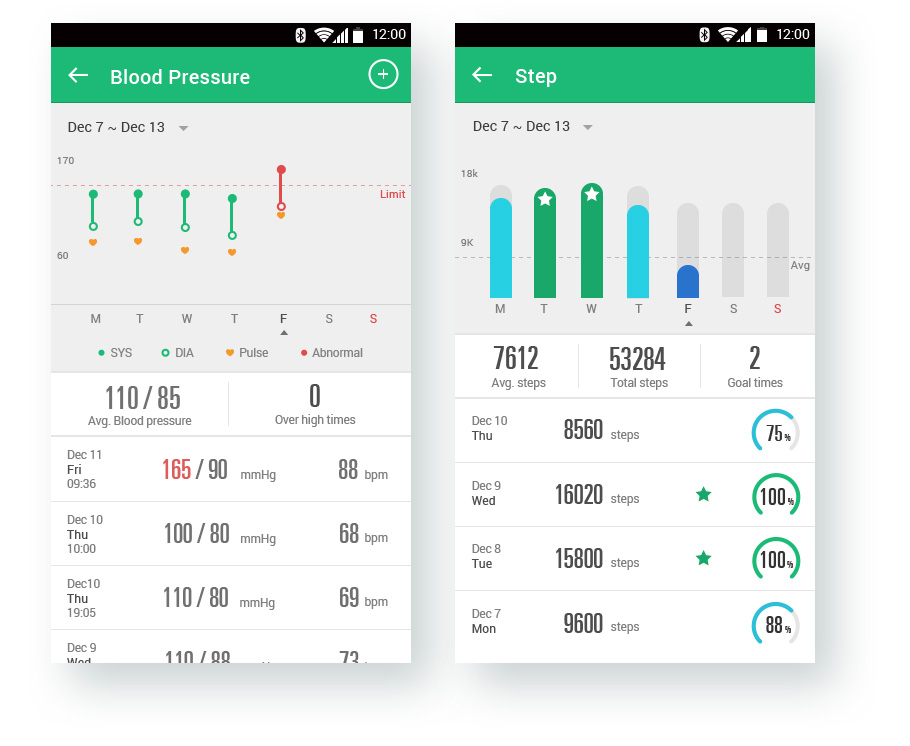 12:00
Blood Pressure
Dec 7 ~ Dec 13
170
Limit
60
M T W T F S S
SYS DIA Pulse Abnormal
110 / 85 0
Avg. Blood pressure Over high times
Dec 11
Fri
09:36
165 / 90 mmHg 88 bpm
Dec 10
Thu
10:00
100 / 80 mmHg 68 bpm
Dec10
Thu
19:05
110 / 80 mmHg 69 bpm
Dec 9
Wed
110 / 88 73
12:00
Step
Dec 7 ~ Dec 13
18k
9K
Avg
M T W T F S S
7612 53284 2
Avg. steps Total steps Goal times
Dec 10
Thu
8560 steps 75 %
Dec 9
Wed
16020 steps 100 %
Dec 8
Tue
15800 steps 100 %
Dec 7
Mon
9600 steps 88 %